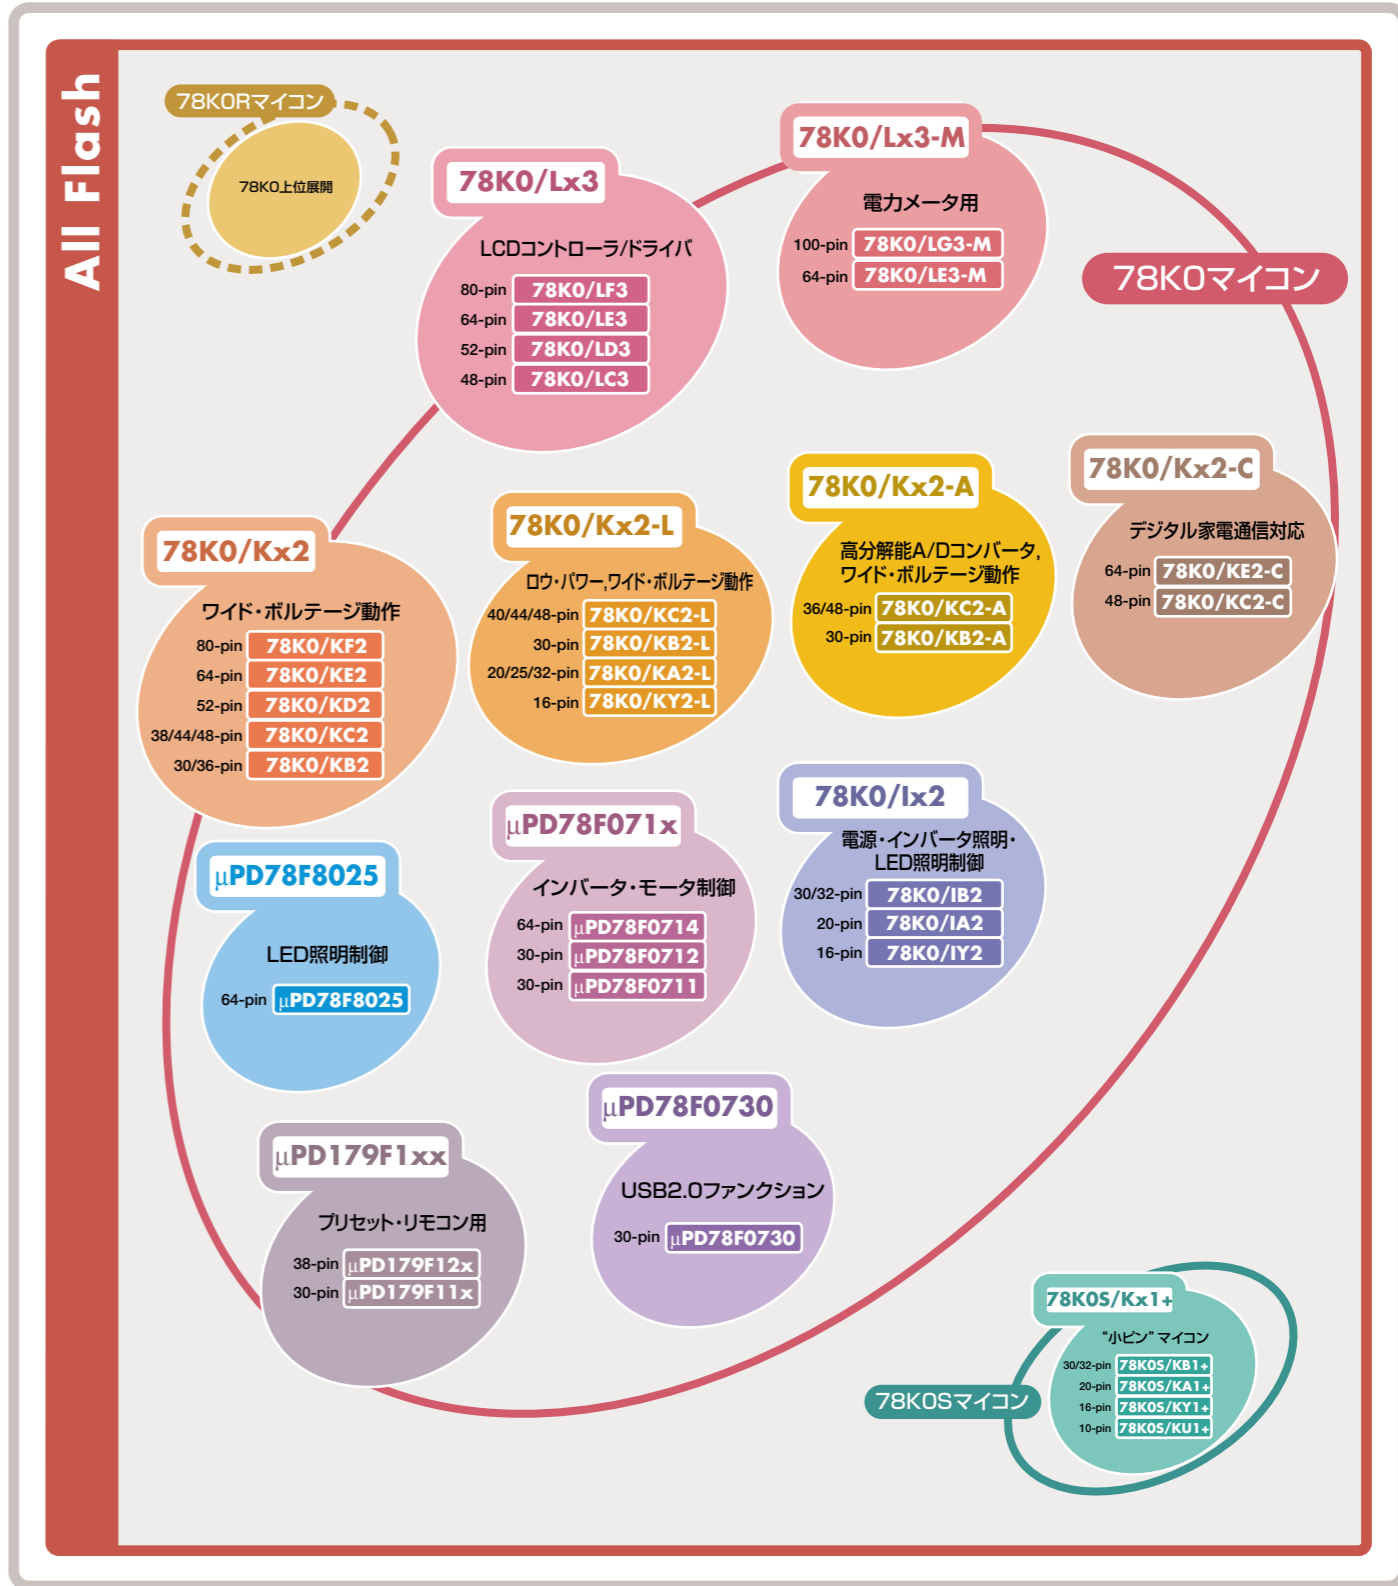 All Flash
78K0Rマイコン
78K0上位展開
78K0/Lx3
LCDコントローラ/ドライバ
80-pin 78K0/LF3
64-pin 78K0/LE3
52-pin 78K0/LD3
48-pin 78K0/LC3
78K0/Lx3-M
電力メータ用
100-pin 78K0/LG3-M
64-pin 78K0/LE3-M
78K0マイコン
78K0/Kx2
ワイド・ボルテージ動作
80-pin 78K0/KF2
64-pin 78K0/KE2
52-pin 78K0/KD2
38/44/48-pin 78K0/KC2
30/36-pin 78K0/KB2
78K0/Kx2-L
ロウ・パワー,ワイド・ボルテージ動作
40/44/48-pin 78K0/KC2-L
30-pin 78K0/KB2-L
20/25/32-pin 78K0/KA2-L
16-pin 78K0/KY2-L
78K0/Kx2-A
高分解能A/Dコンバータ,
ワイド・ボルテージ動作
36/48-pin 78K0/KC2-A
30-pin 78K0/KB2-A
78K0/Kx2-C
デジタル家電通信対応
64-pin 78K0/KE2-C
48-pin 78K0/KC2-C
μPD78F8025
LED照明制御
64-pin μPD78F8025
μPD78F071x
インバータ・モータ制御
64-pin μPD78F0714
30-pin μPD78F0712
30-pin μPD78F0711
78K0/Ix2
電源・インバータ照明・
LED照明制御
30/32-pin 78K0/IB2
20-pin 78K0/IA2
16-pin 78K0/IY2
μPD179F1xx
プリセット・リモコン用
38-pin μPD179F12x
30-pin μPD179F11x
μPD78F0730
USB2.0ファンクション
30-pin μPD78F0730
78K0Sマイコン
78K0S/Kx1+
“小ピン” マイコン
30/32-pin 78K0S/KB1+
20-pin 78K0S/KA1+
16-pin 78K0S/KY1+
10-pin 78K0S/KU1+